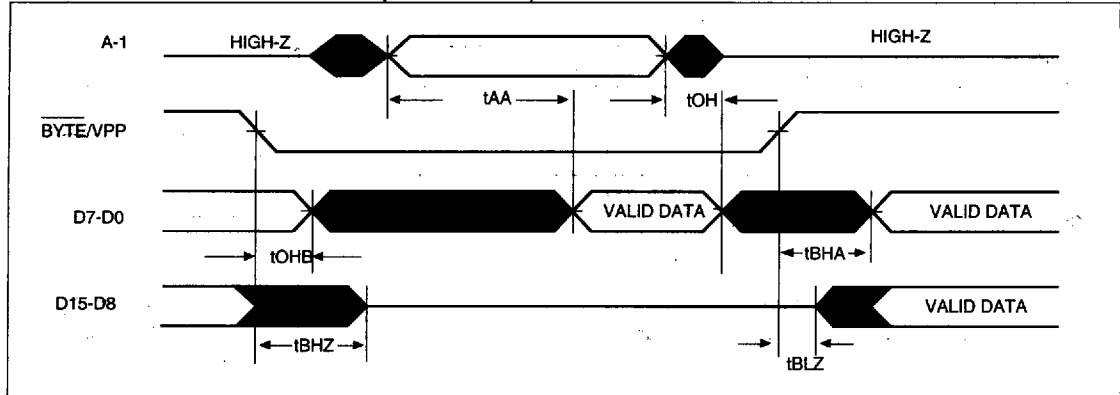 A-1
HIGH-Z
HIGH-Z
tAA
tOH
BYTE/VPP
D7-D0
VALID DATA
VALID DATA
tOHB
tBHA
D15-D8
VALID DATA
tBHZ
tBLZ